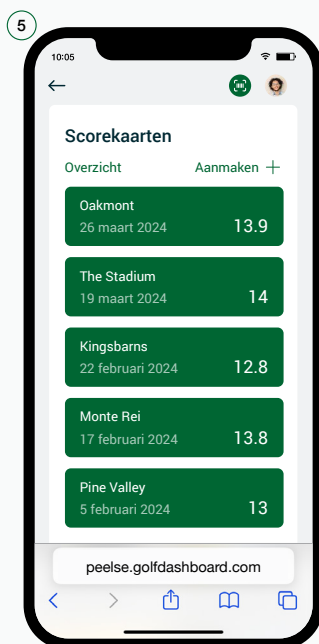 5
10:05
Scorekaarten
Overzicht Aanmaken
Oakmont
26 maart 2024 13.9
The Stadium
19 maart 2024 14
Kingsbarns
22 februari 2024 12.8
Monte Rei
17 februari 2024 13.8
Pine Valley
5 februari 2024 13
peelse.golfdashboard.com